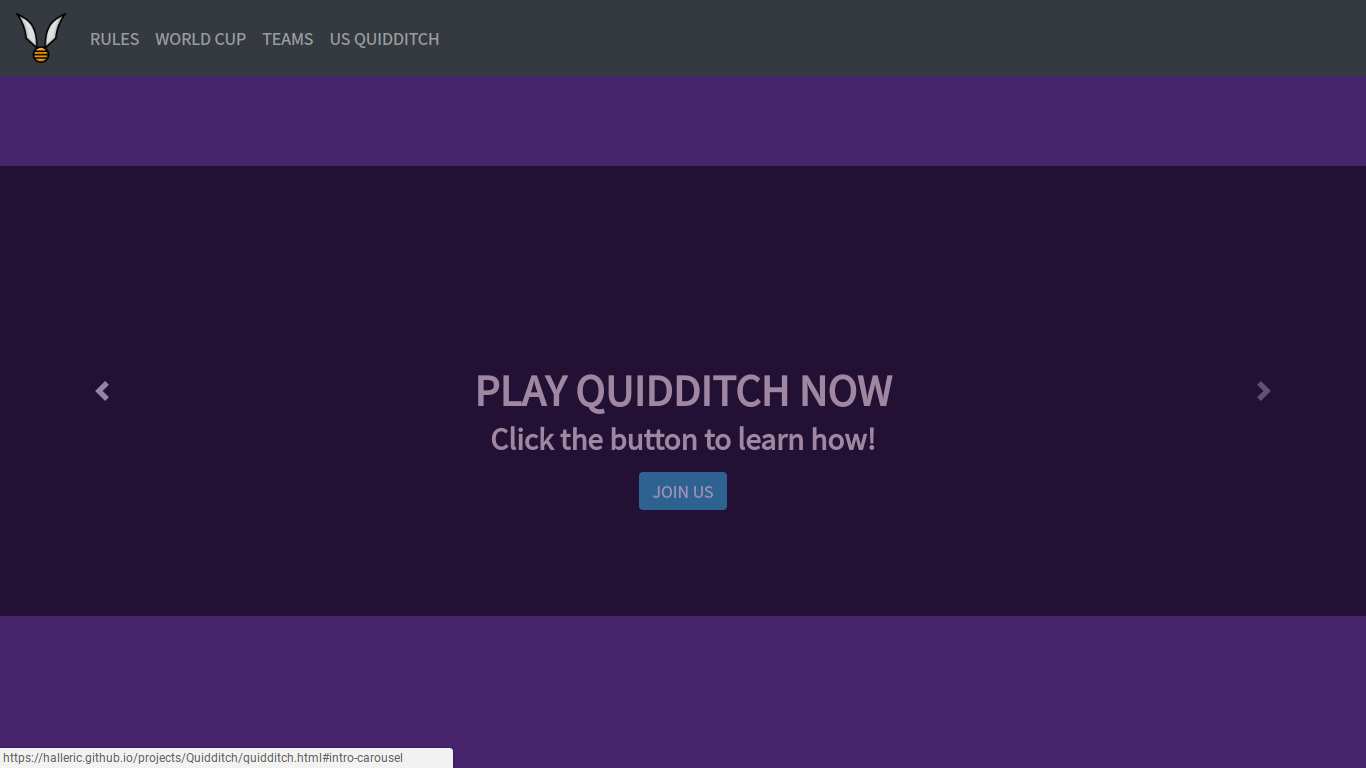 RULES WORLD CUP TEAMS US QUIDDITCH
PLAY QUIDDITCH NOW
Click the button to learn how!
JOIN US
https://halleric.github.io/projects/Quidditch/quidditch.html#intro-carousel